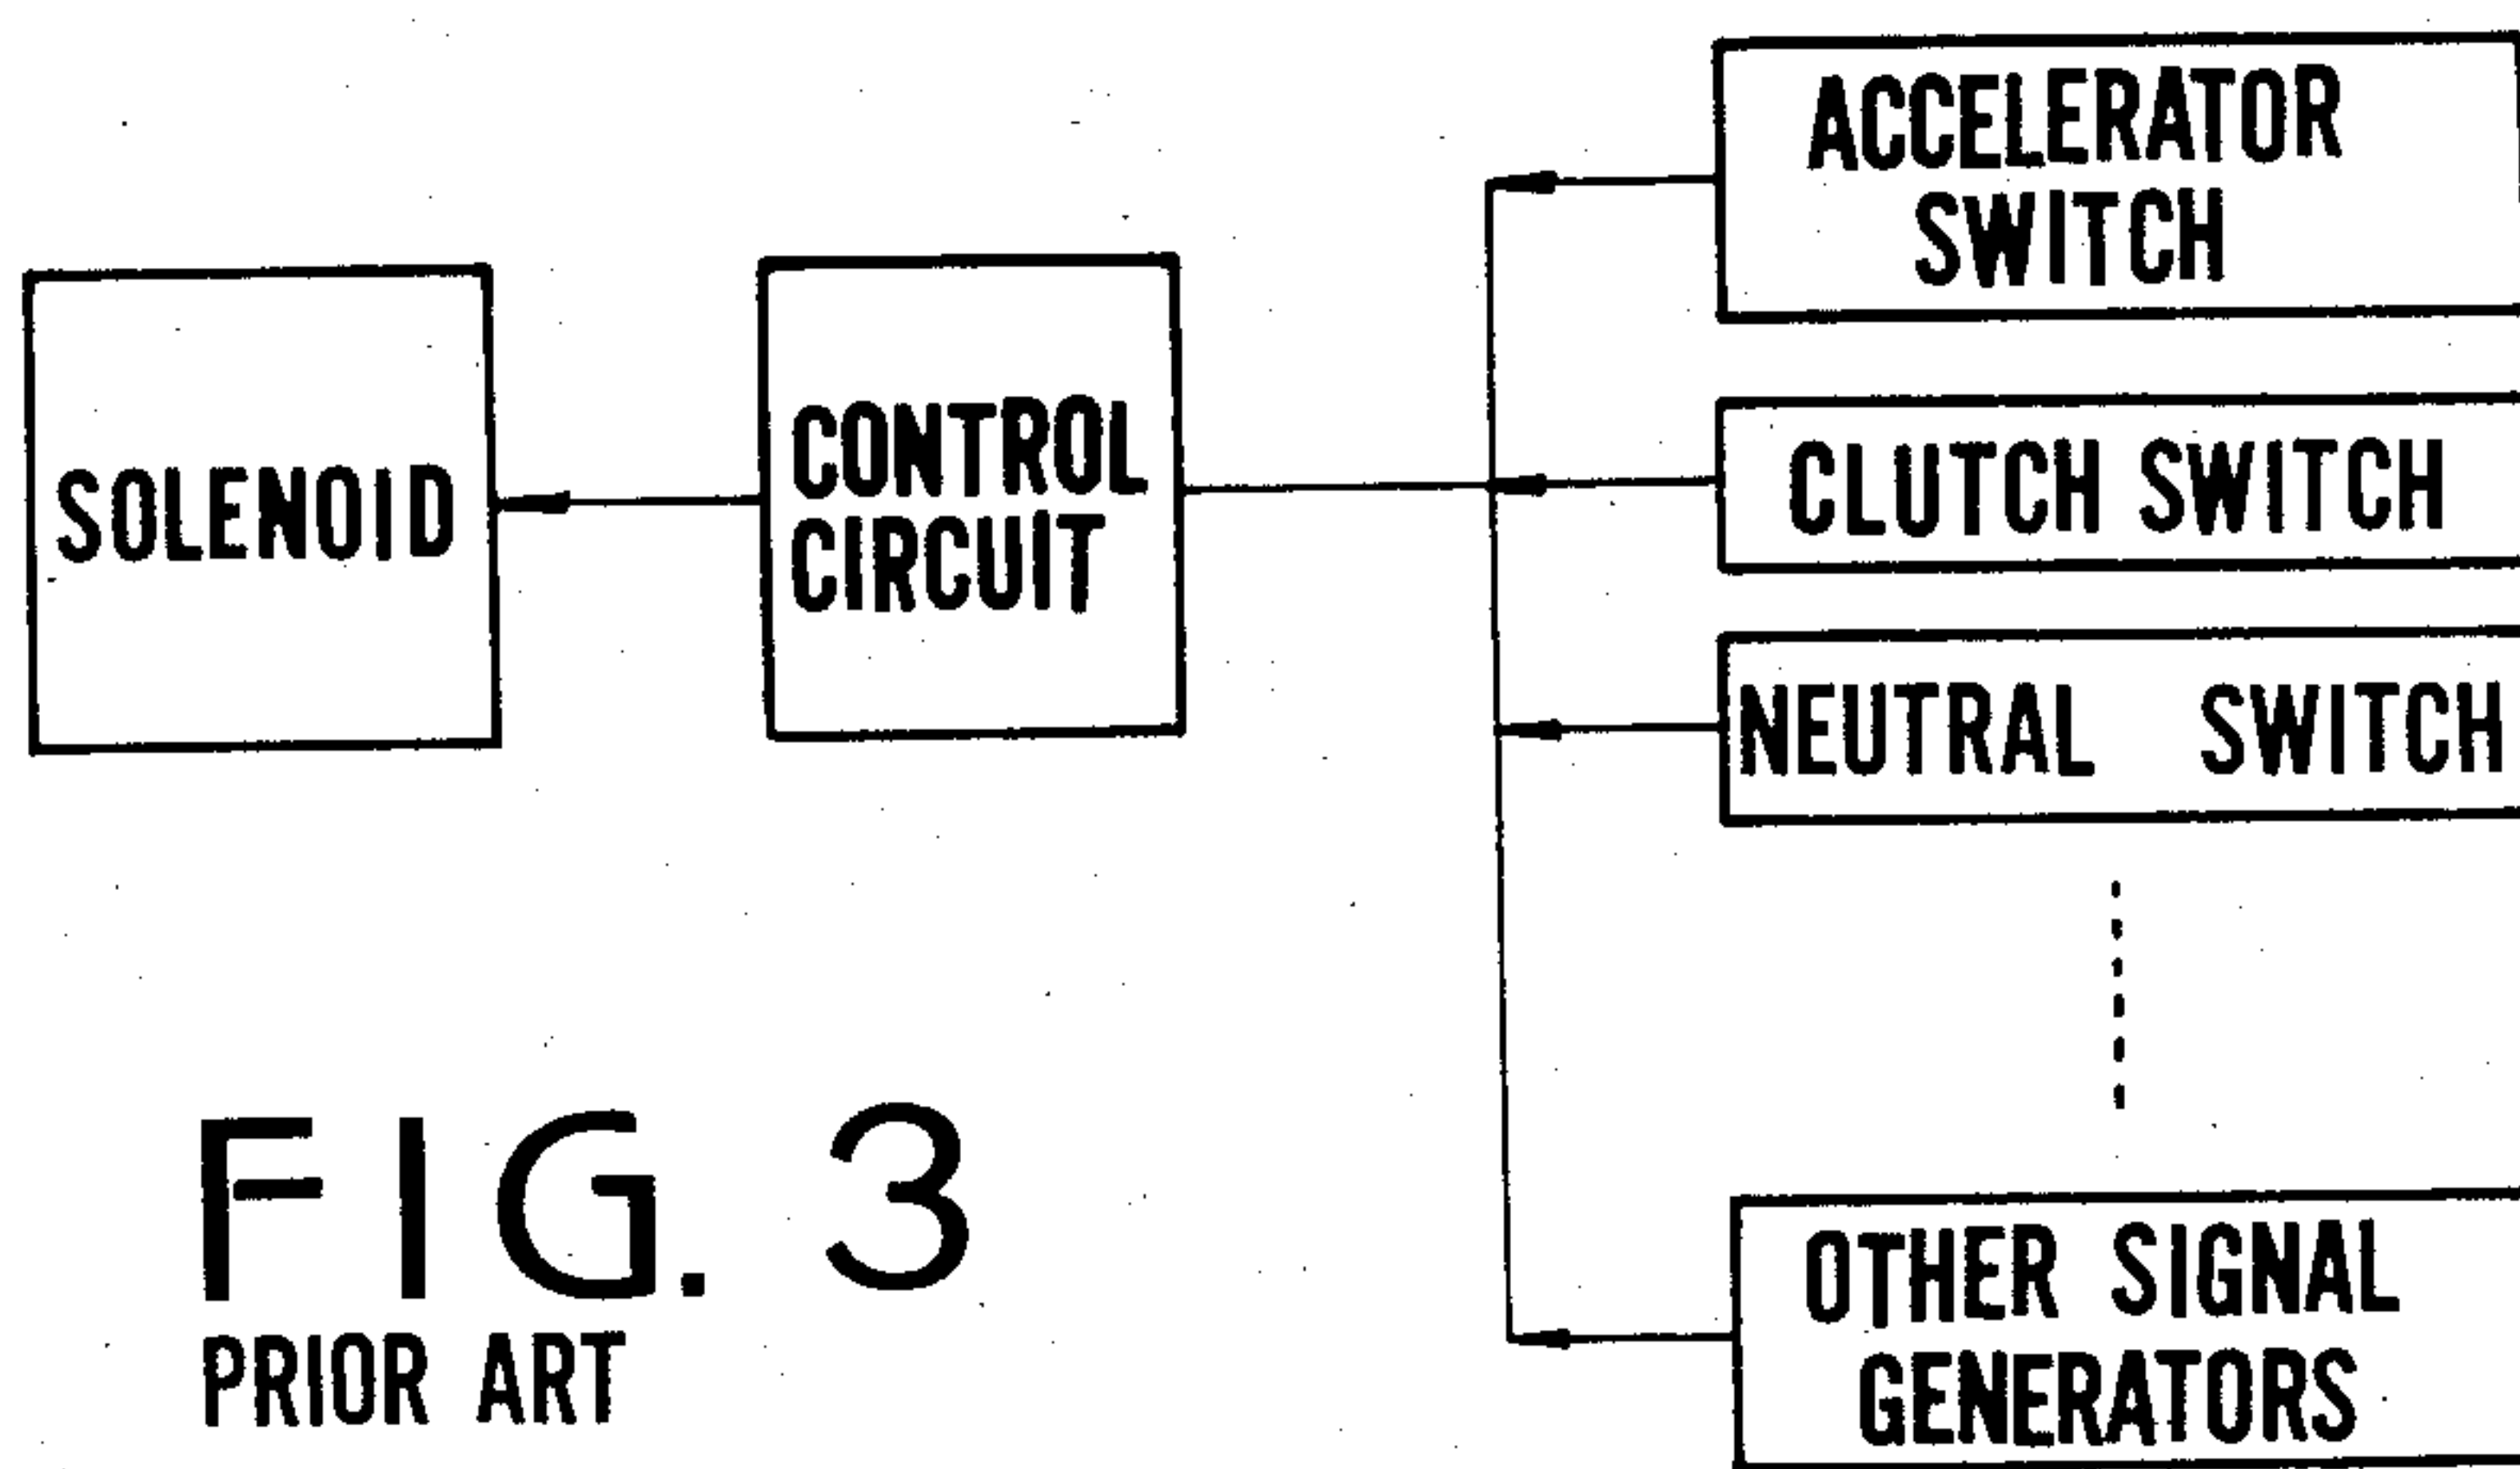 ACCELERATOR
SWITCH
SOLENOID
CONTROL
CIRCUIT
CLUTCH SWITCH
NEUTRAL SWITCH
OTHER SIGNAL
GENERATORS
FIG. 3
PRIOR ART